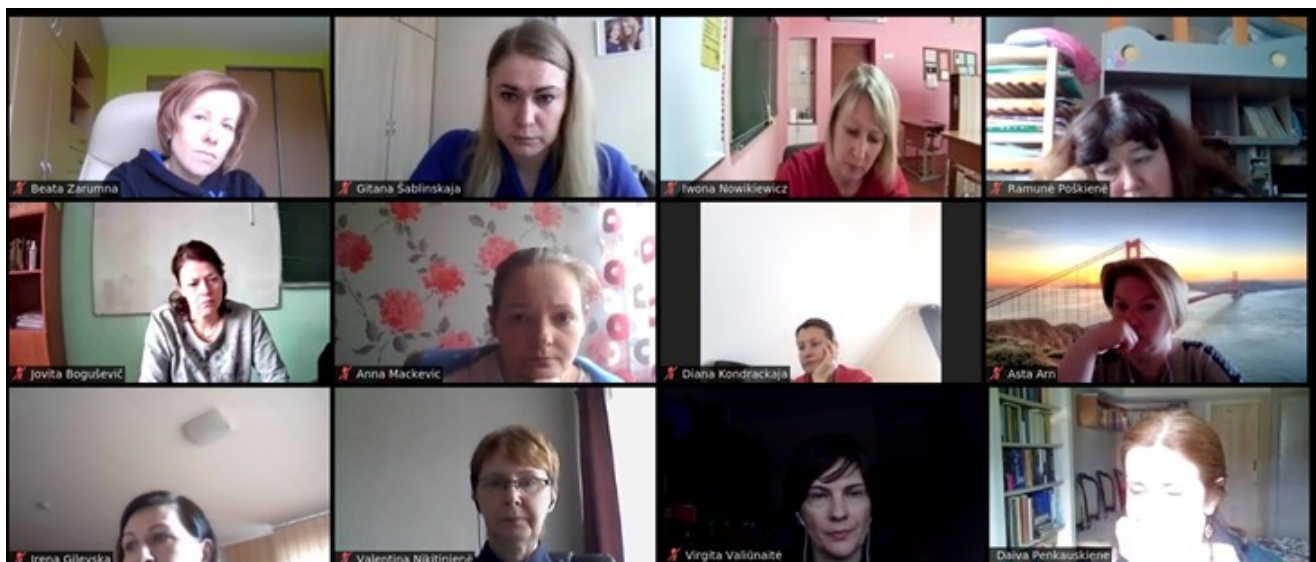 Beata Zarumna
Gitana Šablinskaja
Iwona Nowikiewicz
Ramunė Poškienė
Jovita Boguševič
Anna Mackevic
Diana Kondrackaja
Asta Arn
Irena Gilevska
Valentina Nikitinienė
Virgita Valiūnaitė
Daiva Penkauskienė